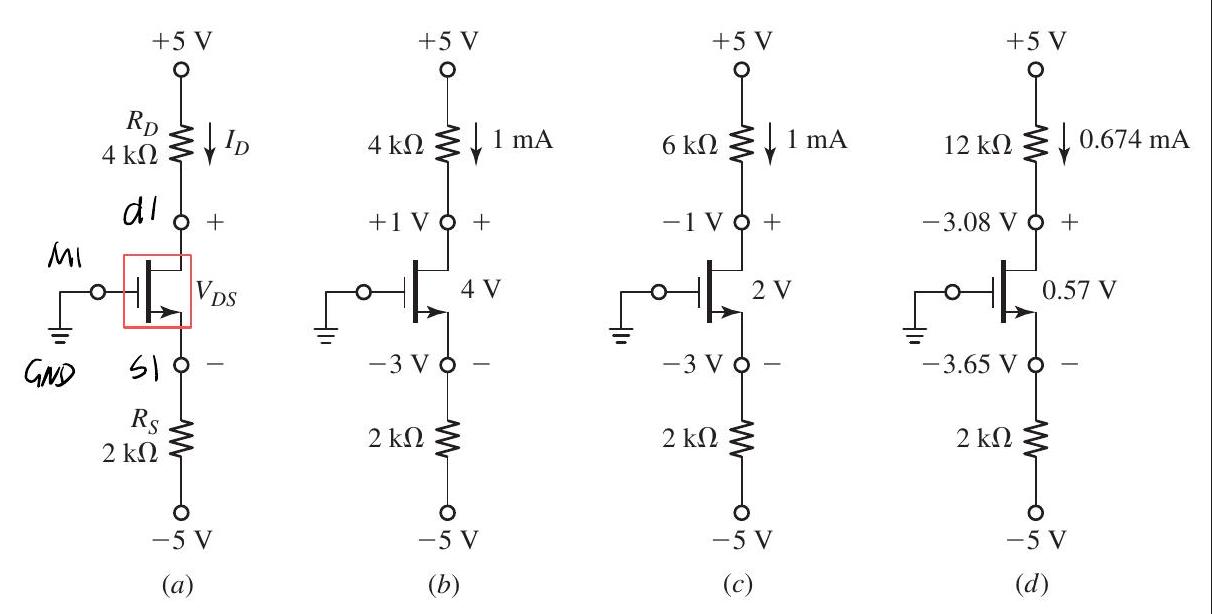 +5 V
R_D
4 kΩ
I_D
d1
+
M1
V_DS
GND
S1
−
R_S
2 kΩ
−5 V
(a)
+5 V
4 kΩ
1 mA
+1 V
+
4 V
−3 V
−
2 kΩ
−5 V
(b)
+5 V
6 kΩ
1 mA
−1 V
+
2 V
−3 V
−
2 kΩ
−5 V
(c)
+5 V
12 kΩ
0.674 mA
−3.08 V
+
0.57 V
−3.65 V
−
2 kΩ
−5 V
(d)